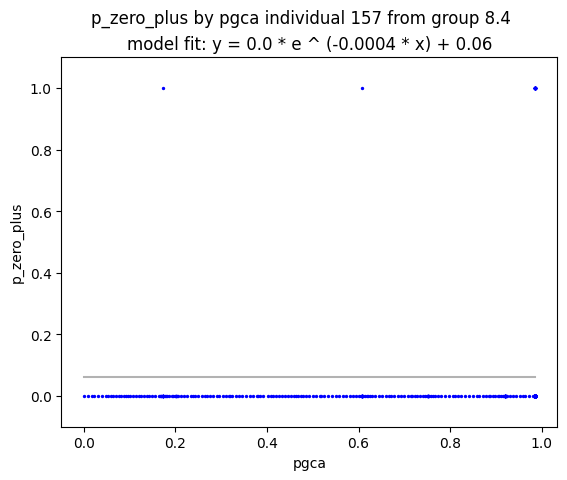 p_zero_plus by pgca individual 157 from group 8.4
model fit: y = 0.0 * e ^ (-0.0004 * x) + 0.06
1.0
0.8
0.6
0.4
0.2
0.0
p_zero_plus
0.0 0.2 0.4 0.6 0.8 1.0
pgca